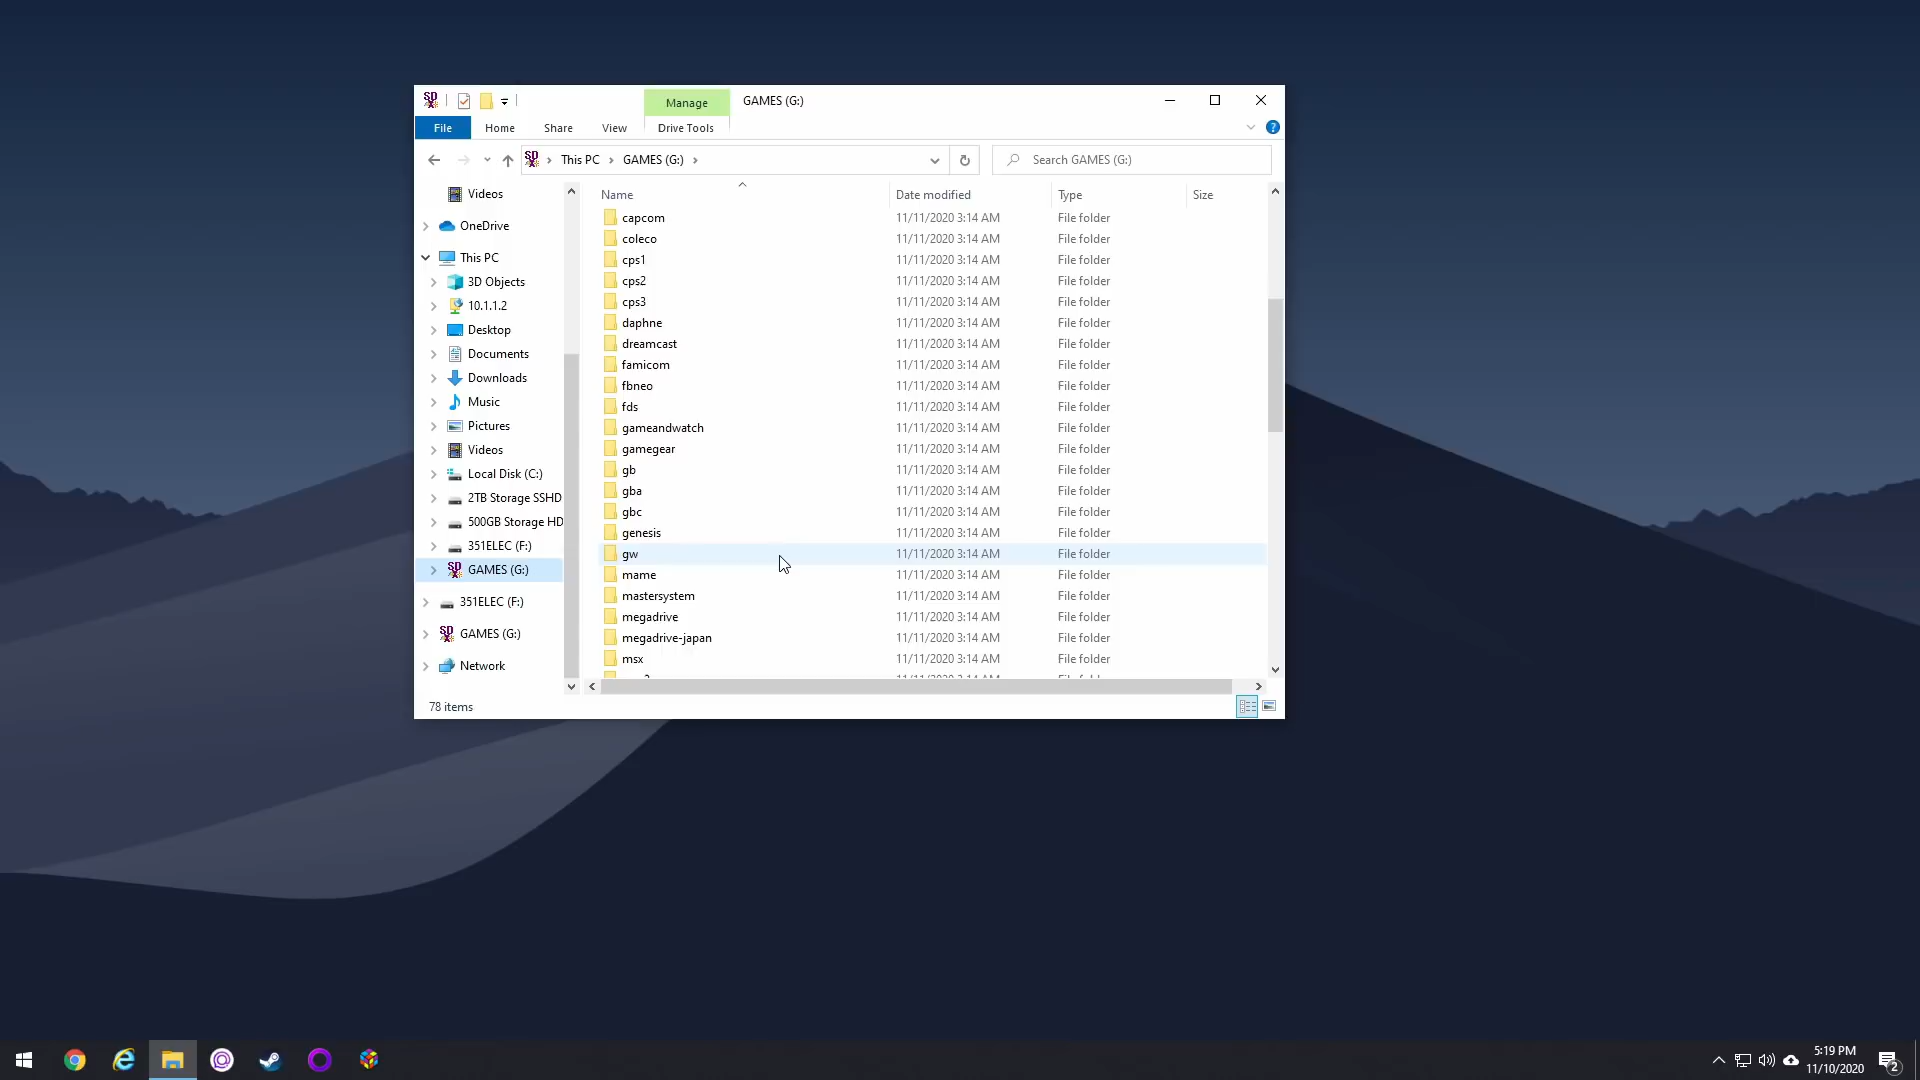 Manage
GAMES (G:)
File
Home
Share
View
Drive Tools
This PC
GAMES (G:)
Search GAMES (G:)
Videos
OneDrive
This PC
3D Objects
10.1.1.2
Desktop
Documents
Downloads
Music
Pictures
Videos
Local Disk (C:)
2TB Storage SSHD
500GB Storage HD
351ELEC (F:)
GAMES (G:)
351ELEC (F:)
GAMES (G:)
Network
Name Date modified Type Size
capcom 11/11/2020 3:14 AM File folder
coleco 11/11/2020 3:14 AM File folder
cps1 11/11/2020 3:14 AM File folder
cps2 11/11/2020 3:14 AM File folder
cps3 11/11/2020 3:14 AM File folder
daphne 11/11/2020 3:14 AM File folder
dreamcast 11/11/2020 3:14 AM File folder
famicom 11/11/2020 3:14 AM File folder
fbneo 11/11/2020 3:14 AM File folder
fds 11/11/2020 3:14 AM File folder
gameandwatch 11/11/2020 3:14 AM File folder
gamegear 11/11/2020 3:14 AM File folder
gb 11/11/2020 3:14 AM File folder
gba 11/11/2020 3:14 AM File folder
gbc 11/11/2020 3:14 AM File folder
genesis 11/11/2020 3:14 AM File folder
gw 11/11/2020 3:14 AM File folder
mame 11/11/2020 3:14 AM File folder
mastersystem 11/11/2020 3:14 AM File folder
megadrive 11/11/2020 3:14 AM File folder
megadrive-japan 11/11/2020 3:14 AM File folder
msx 11/11/2020 3:14 AM File folder
78 items
5:19 PM
11/10/2020
2